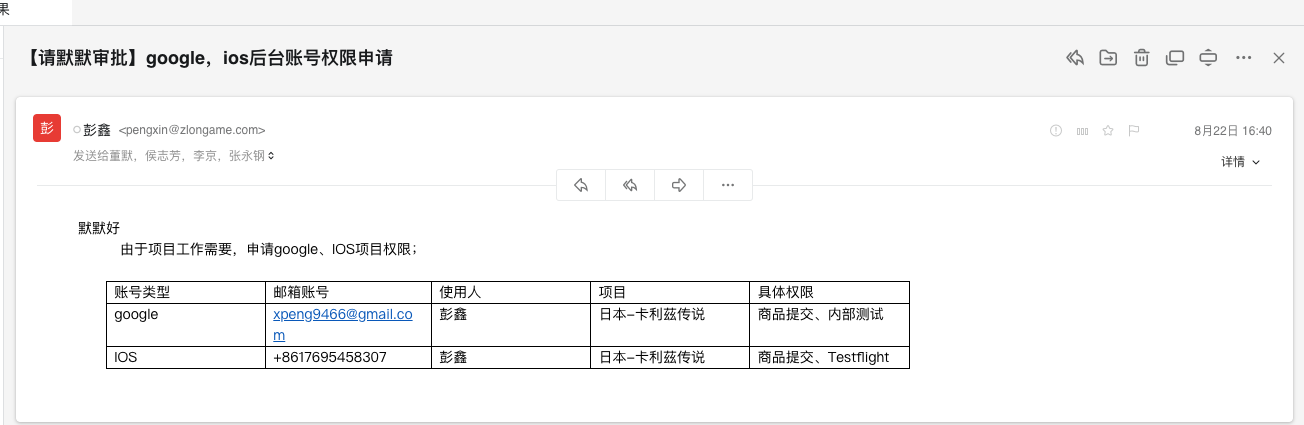 果
【请默默审批】google，ios后台账号权限申请
彭
彭鑫 <pengxin@zlongame.com>
8月22日 16:40
发送给董默，侯志芳，李京，张永钢
详情
默默好
由于项目工作需要，申请google、IOS项目权限；
账号类型 邮箱账号 使用人 项目 具体权限
google xpeng9466@gmail.co 彭鑫 日本-卡利兹传说 商品提交、内部测试
m
IOS +8617695458307 彭鑫 日本-卡利兹传说 商品提交、Testflight